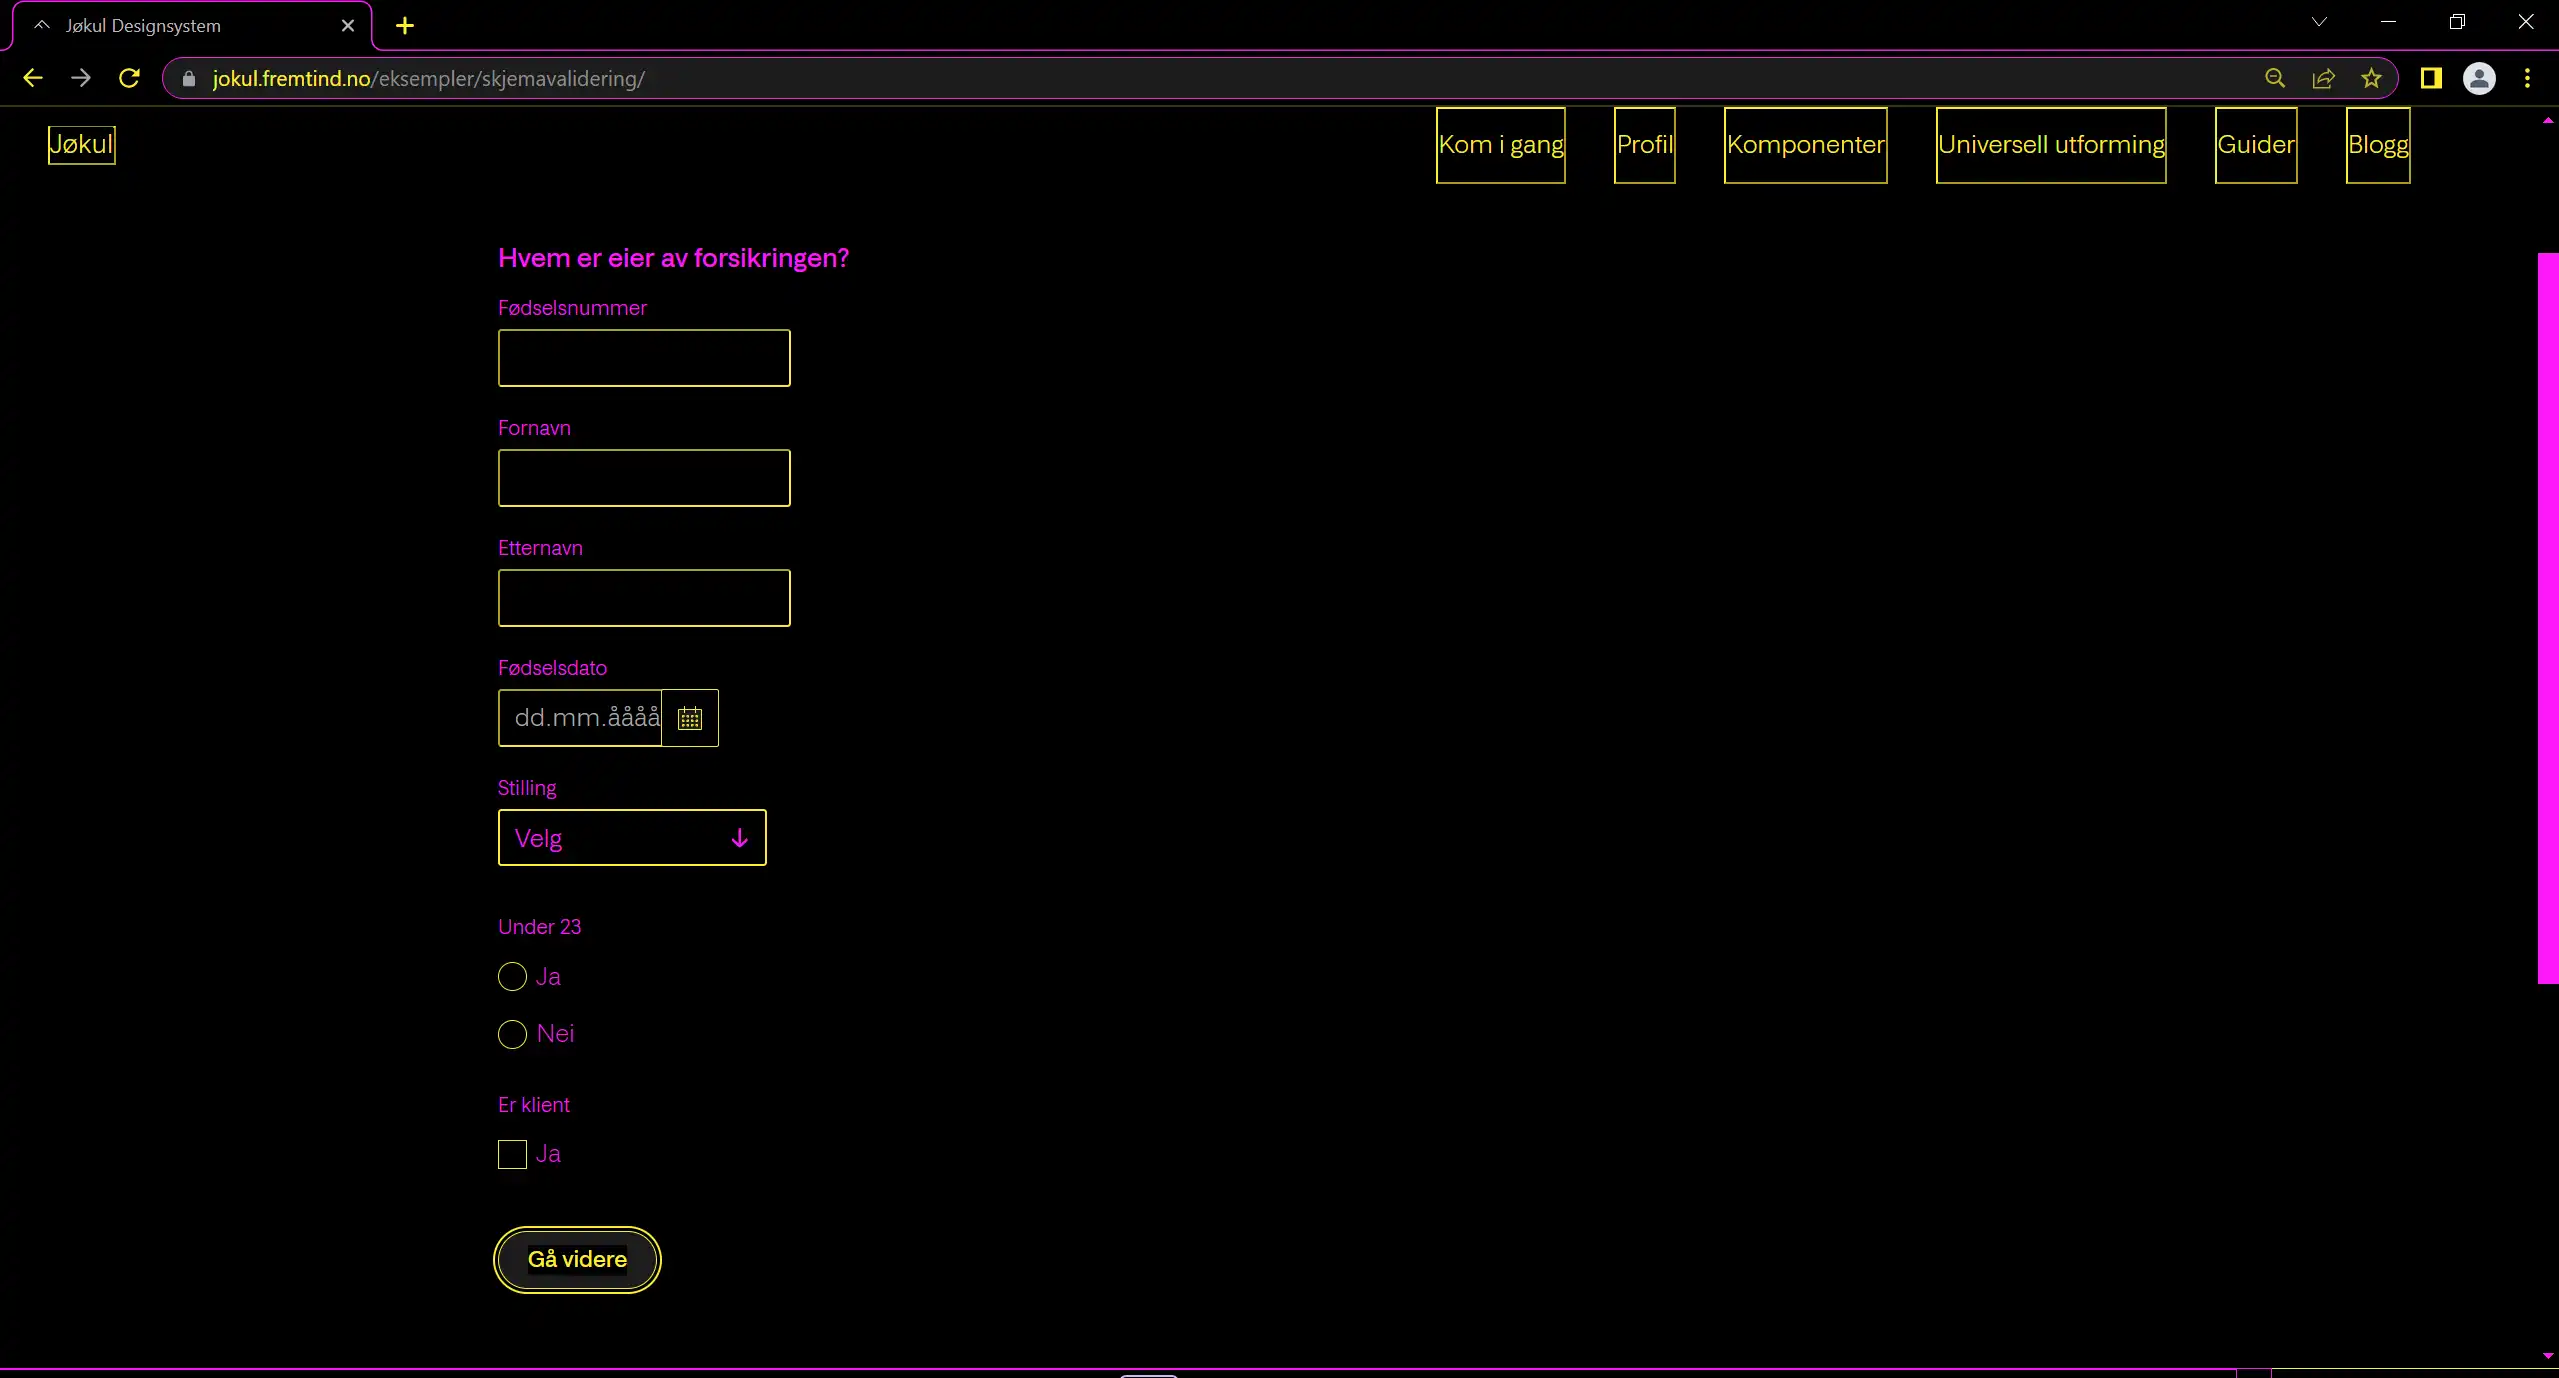 Jøkul Designsystem
jokul.fremtind.no/eksempler/skjemavalidering/
Jøkul
Kom i gang
Profil
Komponenter
Universell utforming
Guider
Blogg
Hvem er eier av forsikringen?
Fødselsnummer
Fornavn
Etternavn
Fødselsdato
dd.mm.åååå
Stilling
Velg
Under 23
Ja
Nei
Er klient
Ja
Gå videre